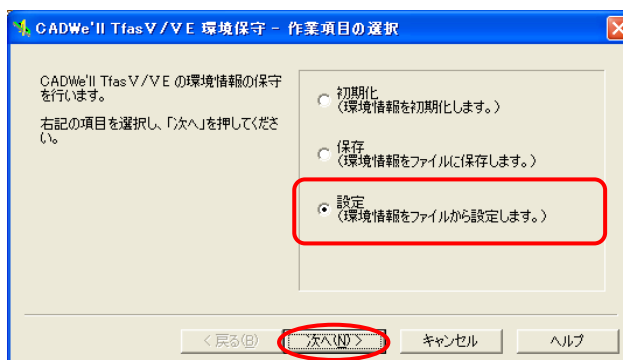 CADWe'll TfasⅤ/ⅤE 環境保守 - 作業項目の選択
CADWe'll TfasⅤ/ⅤE の環境情報の保守
を行います。
右記の項目を選択し、「次へ」を押してくださ
い。
初期化
(環境情報を初期化します。)
保存
(環境情報をファイルに保存します。)
設定
(環境情報をファイルから設定します。)
< 戻る(B)
次へ(N) >
キャンセル
ヘルプ